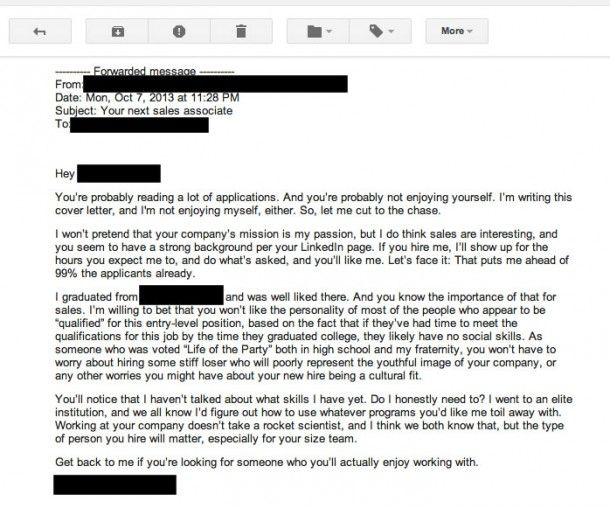 More
---------- Forwarded message ----------
From:
Date: Mon, Oct 7, 2013 at 11:28 PM
Subject: Your next sales associate
To:
Hey
You're probably reading a lot of applications. And you're probably not enjoying yourself. I'm writing this
cover letter, and I'm not enjoying myself, either. So, let me cut to the chase.
I won't pretend that your company's mission is my passion, but I do think sales are interesting, and
you seem to have a strong background per your LinkedIn page. If you hire me, I'll show up for the
hours you expect me to, and do what's asked, and you'll like me. Let's face it: That puts me ahead of
99% the applicants already.
I graduated from and was well liked there. And you know the importance of that for
sales. I'm willing to bet that you won't like the personality of most of the people who appear to be
"qualified" for this entry-level position, based on the fact that if they've had time to meet the
qualifications for this job by the time they graduated college, they likely have no social skills. As
someone who was voted "Life of the Party" both in high school and my fraternity, you won't have to
worry about hiring some stiff loser who will poorly represent the youthful image of your company, or
any other worries you might have about your new hire being a cultural fit.
You'll notice that I haven't talked about what skills I have yet. Do I honestly need to? I went to an elite
institution, and we all know I'd figure out how to use whatever programs you'd like me toil away with.
Working at your company doesn't take a rocket scientist, and I think we both know that, but the type
of person you hire will matter, especially for your size team.
Get back to me if you're looking for someone who you'll actually enjoy working with.